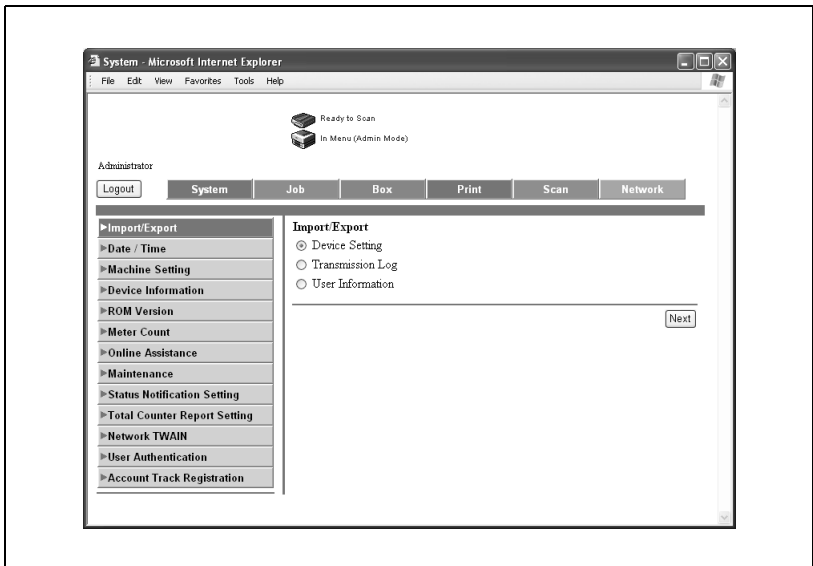 System - Microsoft Internet Explorer
File Edit View Favorites Tools Help
Ready to Scan
In Menu (Admin Mode)
Administrator
Logout System Job Box Print Scan Network
Import/Export
Date / Time
Machine Setting
Device Information
ROM Version
Meter Count
Online Assistance
Maintenance
Status Notification Setting
Total Counter Report Setting
Network TWAIN
User Authentication
Account Track Registration
Import/Export
Device Setting
Transmission Log
User Information
Next